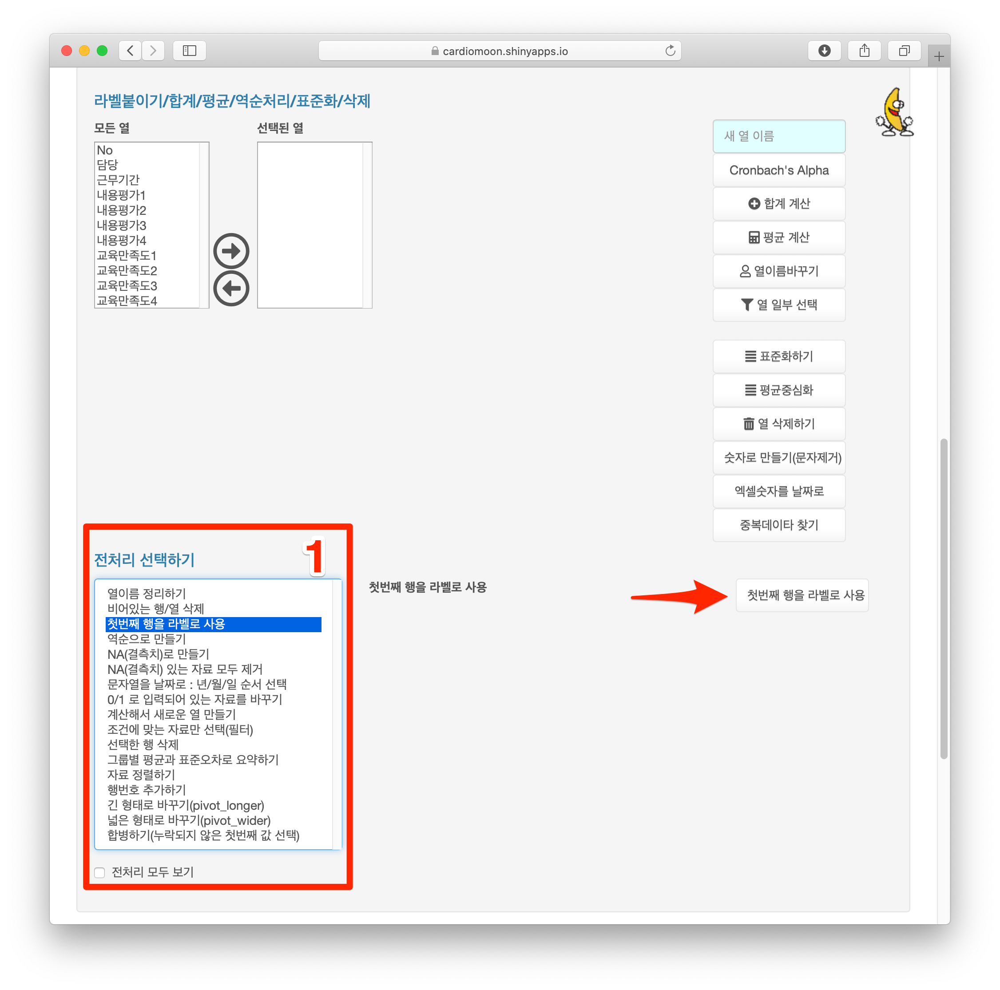 cardiomoon.shinyapps.io
라벨붙이기/합계/평균/역순처리/표준화/삭제
모든 열
선택된 열
No
담당
근무기간
내용평가1
내용평가2
내용평가3
내용평가4
교육만족도1
교육만족도2
교육만족도3
교육만족도4
새 열 이름
Cronbach's Alpha
합계 계산
평균 계산
열이름바꾸기
열 일부 선택
표준화하기
평균중심화
열 삭제하기
숫자로 만들기(문자제거)
엑셀숫자를 날짜로
중복데이타 찾기
1
전처리 선택하기
열이름 정리하기
비어있는 행/열 삭제
첫번째 행을 라벨로 사용
역순으로 만들기
NA(결측치)로 만들기
NA(결측치) 있는 자료 모두 제거
문자열을 날짜로 : 년/월/일 순서 선택
0/1 로 입력되어 있는 자료를 바꾸기
계산해서 새로운 열 만들기
조건에 맞는 자료만 선택(필터)
선택한 행 삭제
그룹별 평균과 표준오차로 요약하기
자료 정렬하기
행번호 추가하기
긴 형태로 바꾸기(pivot_longer)
넓은 형태로 바꾸기(pivot_wider)
합병하기(누락되지 않은 첫번째 값 선택)
전처리 모두 보기
첫번째 행을 라벨로 사용
첫번째 행을 라벨로 사용